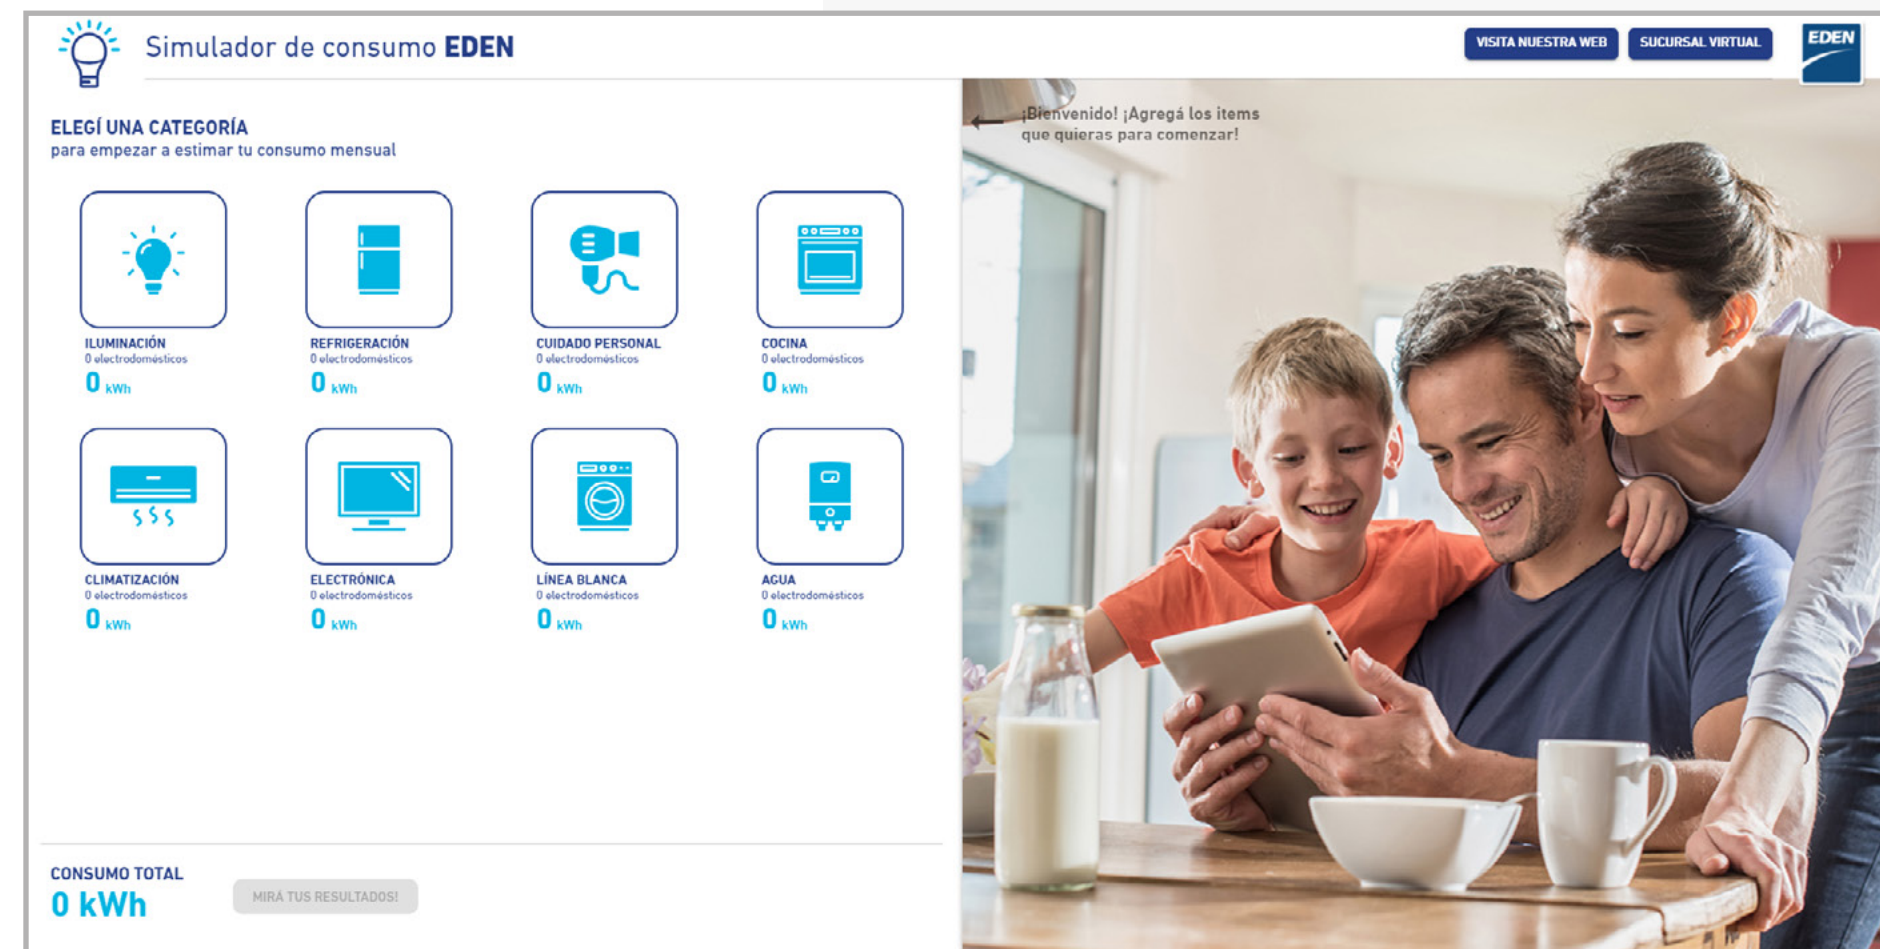 Simulador de consumo EDEN
VISITA NUESTRA WEB
SUCURSAL VIRTUAL
EDEN
ELEGÍ UNA CATEGORÍA
para empezar a estimar tu consumo mensual
¡Bienvenido! ¡Agregá los items
que quieras para comenzar!
ILUMINACIÓN
0 electrodomésticos
0 kWh
REFRIGERACIÓN
0 electrodomésticos
0 kWh
CUIDADO PERSONAL
0 electrodomésticos
0 kWh
COCINA
0 electrodomésticos
0 kWh
CLIMATIZACIÓN
0 electrodomésticos
0 kWh
ELECTRÓNICA
0 electrodomésticos
0 kWh
LÍNEA BLANCA
0 electrodomésticos
0 kWh
AGUA
0 electrodomésticos
0 kWh
CONSUMO TOTAL
0 kWh
MIRÁ TUS RESULTADOS!